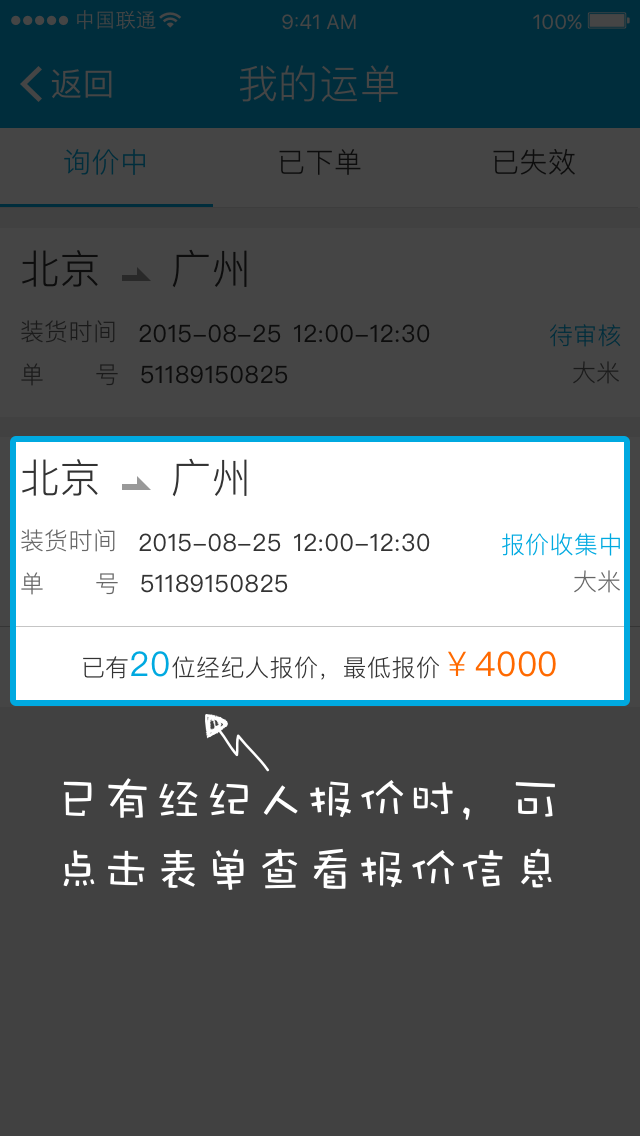 中国联通 9:41 AM 100%
返回 我的运单
询价中 已下单 已失效
北京 广州
装货时间 2015-08-25 12:00-12:30 待审核
单号 51189150825 大米
北京 广州
装货时间 2015-08-25 12:00-12:30 报价收集中
单号 51189150825 大米
已有20位经纪人报价，最低报价 ¥ 4000
已有经纪人报价时，可
点击表单查看报价信息